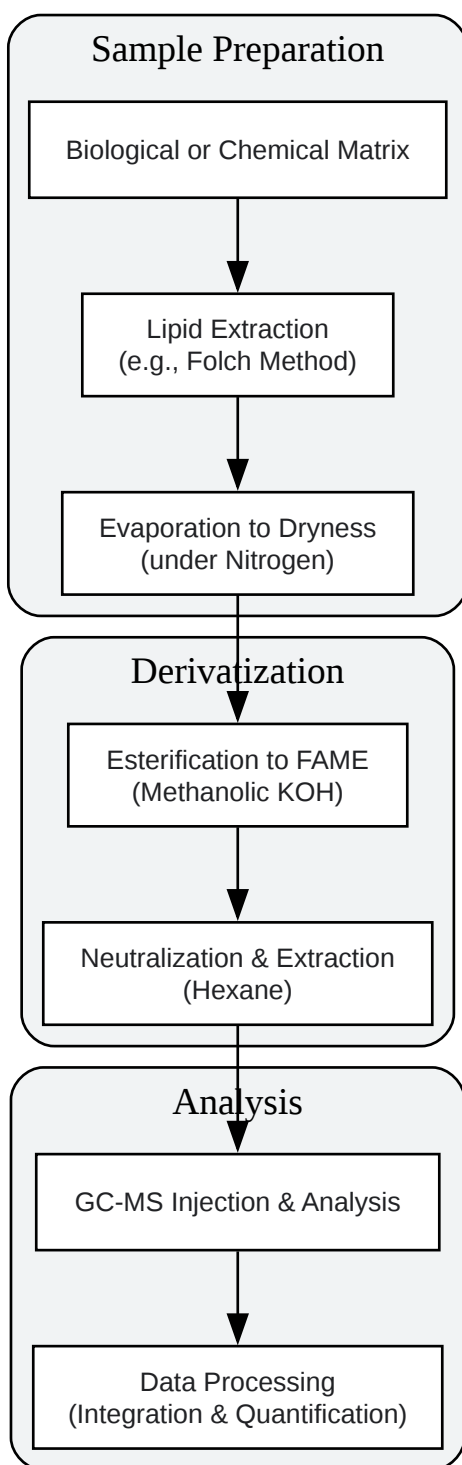 Sample Preparation
Biological or Chemical Matrix
Lipid Extraction
(e.g., Folch Method)
Evaporation to Dryness
(under Nitrogen)
Derivatization
Esterification to FAME
(Methanolic KOH)
Neutralization & Extraction
(Hexane)
Analysis
GC-MS Injection & Analysis
Data Processing
(Integration & Quantification)